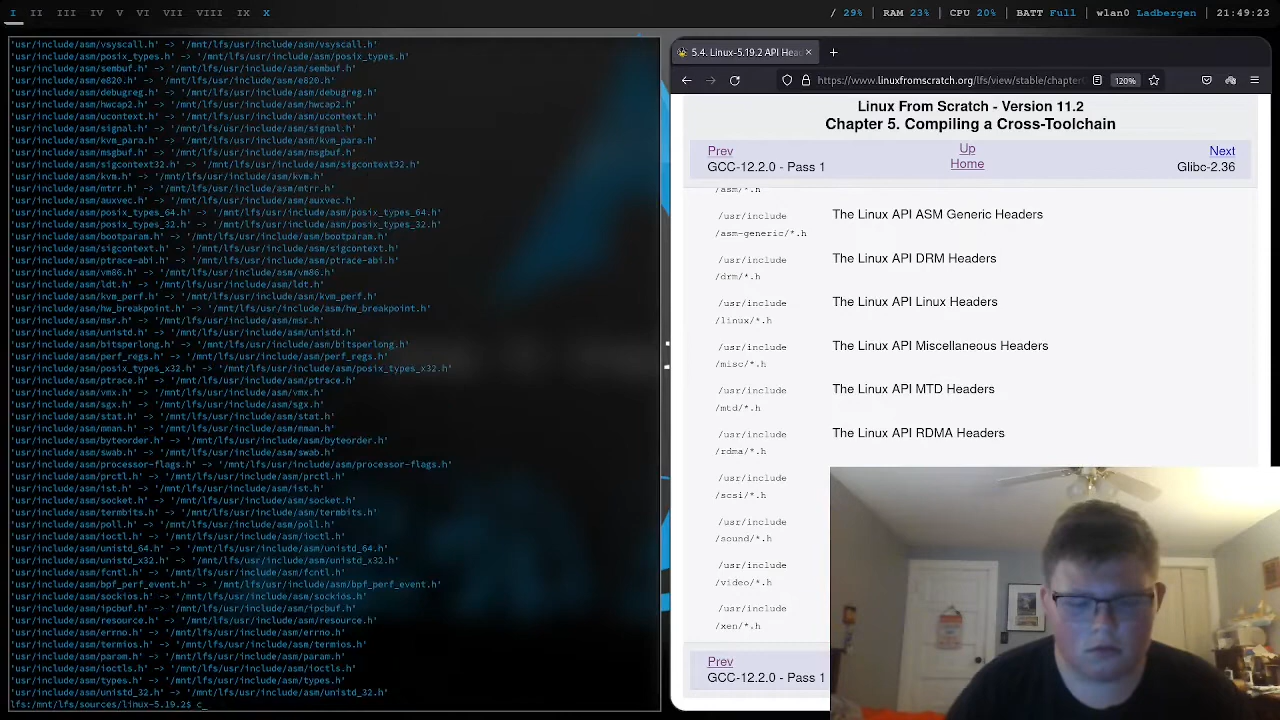 I II III IV V VI VII VIII IX X / 29% RAM 23% CPU 20% BATT Full wlan0 Ladbergen 21:49:23
'usr/include/asm/vsyscall.h' -> '/mnt/lfs/usr/include/asm/vsyscall.h'
'usr/include/asm/posix_types.h' -> '/mnt/lfs/usr/include/asm/posix_types.h'
'usr/include/asm/sembuf.h' -> '/mnt/lfs/usr/include/asm/sembuf.h'
'usr/include/asm/e820.h' -> '/mnt/lfs/usr/include/asm/e820.h'
'usr/include/asm/debugreg.h' -> '/mnt/lfs/usr/include/asm/debugreg.h'
'usr/include/asm/hwcap2.h' -> '/mnt/lfs/usr/include/asm/hwcap2.h'
'usr/include/asm/ucontext.h' -> '/mnt/lfs/usr/include/asm/ucontext.h'
'usr/include/asm/signal.h' -> '/mnt/lfs/usr/include/asm/signal.h'
'usr/include/asm/kvm_para.h' -> '/mnt/lfs/usr/include/asm/kvm_para.h'
'usr/include/asm/msgbuf.h' -> '/mnt/lfs/usr/include/asm/msgbuf.h'
'usr/include/asm/sigcontext32.h' -> '/mnt/lfs/usr/include/asm/sigcontext32.h'
'usr/include/asm/kvm.h' -> '/mnt/lfs/usr/include/asm/kvm.h'
'usr/include/asm/mtrr.h' -> '/mnt/lfs/usr/include/asm/mtrr.h'
'usr/include/asm/auxvec.h' -> '/mnt/lfs/usr/include/asm/auxvec.h'
'usr/include/asm/posix_types_64.h' -> '/mnt/lfs/usr/include/asm/posix_types_64.h'
'usr/include/asm/posix_types_32.h' -> '/mnt/lfs/usr/include/asm/posix_types_32.h'
'usr/include/asm/bootparam.h' -> '/mnt/lfs/usr/include/asm/bootparam.h'
'usr/include/asm/sigcontext.h' -> '/mnt/lfs/usr/include/asm/sigcontext.h'
'usr/include/asm/ptrace-abi.h' -> '/mnt/lfs/usr/include/asm/ptrace-abi.h'
'usr/include/asm/vm86.h' -> '/mnt/lfs/usr/include/asm/vm86.h'
'usr/include/asm/ldt.h' -> '/mnt/lfs/usr/include/asm/ldt.h'
'usr/include/asm/kvm_perf.h' -> '/mnt/lfs/usr/include/asm/kvm_perf.h'
'usr/include/asm/hw_breakpoint.h' -> '/mnt/lfs/usr/include/asm/hw_breakpoint.h'
'usr/include/asm/msr.h' -> '/mnt/lfs/usr/include/asm/msr.h'
'usr/include/asm/unistd.h' -> '/mnt/lfs/usr/include/asm/unistd.h'
'usr/include/asm/bitsperlong.h' -> '/mnt/lfs/usr/include/asm/bitsperlong.h'
'usr/include/asm/perf_regs.h' -> '/mnt/lfs/usr/include/asm/perf_regs.h'
'usr/include/asm/posix_types_x32.h' -> '/mnt/lfs/usr/include/asm/posix_types_x32.h'
'usr/include/asm/ptrace.h' -> '/mnt/lfs/usr/include/asm/ptrace.h'
'usr/include/asm/vmx.h' -> '/mnt/lfs/usr/include/asm/vmx.h'
'usr/include/asm/sgx.h' -> '/mnt/lfs/usr/include/asm/sgx.h'
'usr/include/asm/stat.h' -> '/mnt/lfs/usr/include/asm/stat.h'
'usr/include/asm/mman.h' -> '/mnt/lfs/usr/include/asm/mman.h'
'usr/include/asm/byteorder.h' -> '/mnt/lfs/usr/include/asm/byteorder.h'
'usr/include/asm/swab.h' -> '/mnt/lfs/usr/include/asm/swab.h'
'usr/include/asm/processor-flags.h' -> '/mnt/lfs/usr/include/asm/processor-flags.h'
'usr/include/asm/prctl.h' -> '/mnt/lfs/usr/include/asm/prctl.h'
'usr/include/asm/ist.h' -> '/mnt/lfs/usr/include/asm/ist.h'
'usr/include/asm/socket.h' -> '/mnt/lfs/usr/include/asm/socket.h'
'usr/include/asm/termbits.h' -> '/mnt/lfs/usr/include/asm/termbits.h'
'usr/include/asm/poll.h' -> '/mnt/lfs/usr/include/asm/poll.h'
'usr/include/asm/ioctl.h' -> '/mnt/lfs/usr/include/asm/ioctl.h'
'usr/include/asm/unistd_64.h' -> '/mnt/lfs/usr/include/asm/unistd_64.h'
'usr/include/asm/unistd_x32.h' -> '/mnt/lfs/usr/include/asm/unistd_x32.h'
'usr/include/asm/fcntl.h' -> '/mnt/lfs/usr/include/asm/fcntl.h'
'usr/include/asm/bpf_perf_event.h' -> '/mnt/lfs/usr/include/asm/bpf_perf_event.h'
'usr/include/asm/sockios.h' -> '/mnt/lfs/usr/include/asm/sockios.h'
'usr/include/asm/ipcbuf.h' -> '/mnt/lfs/usr/include/asm/ipcbuf.h'
'usr/include/asm/resource.h' -> '/mnt/lfs/usr/include/asm/resource.h'
'usr/include/asm/errno.h' -> '/mnt/lfs/usr/include/asm/errno.h'
'usr/include/asm/termios.h' -> '/mnt/lfs/usr/include/asm/termios.h'
'usr/include/asm/param.h' -> '/mnt/lfs/usr/include/asm/param.h'
'usr/include/asm/ioctls.h' -> '/mnt/lfs/usr/include/asm/ioctls.h'
'usr/include/asm/types.h' -> '/mnt/lfs/usr/include/asm/types.h'
'usr/include/asm/unistd_32.h' -> '/mnt/lfs/usr/include/asm/unistd_32.h'
lfs:/mnt/lfs/sources/linux-5.19.2$ c_
5.4. Linux-5.19.2 API Head
https://www.linuxfromscratch.org/lfs/view/stable/chapter 120%
Linux From Scratch - Version 11.2
Chapter 5. Compiling a Cross-Toolchain
Prev Up Next
GCC-12.2.0 - Pass 1 Home Glibc-2.36
/asm/*.h
/usr/include The Linux API ASM Generic Headers
/asm-generic/*.h
/usr/include The Linux API DRM Headers
/drm/*.h
/usr/include The Linux API Linux Headers
/linux/*.h
/usr/include The Linux API Miscellaneous Headers
/misc/*.h
/usr/include The Linux API MTD Headers
/mtd/*.h
/usr/include The Linux API RDMA Headers
/rdma/*.h
/usr/include
/scsi/*.h
/usr/include
/sound/*.h
/usr/include
/video/*.h
/usr/include
/xen/*.h
Prev
GCC-12.2.0 - Pass 1